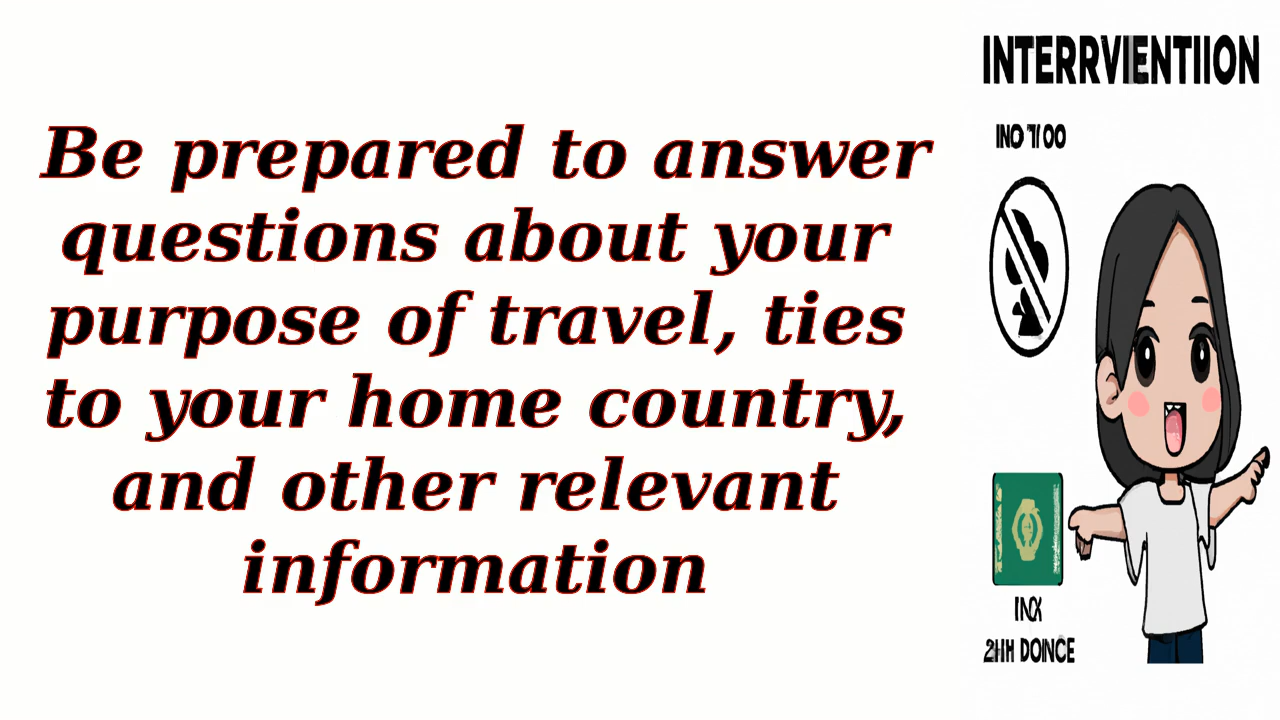 Be prepared to answer
questions about your
purpose of travel, ties
to your home country,
and other relevant
information
INTERRVIENTIION